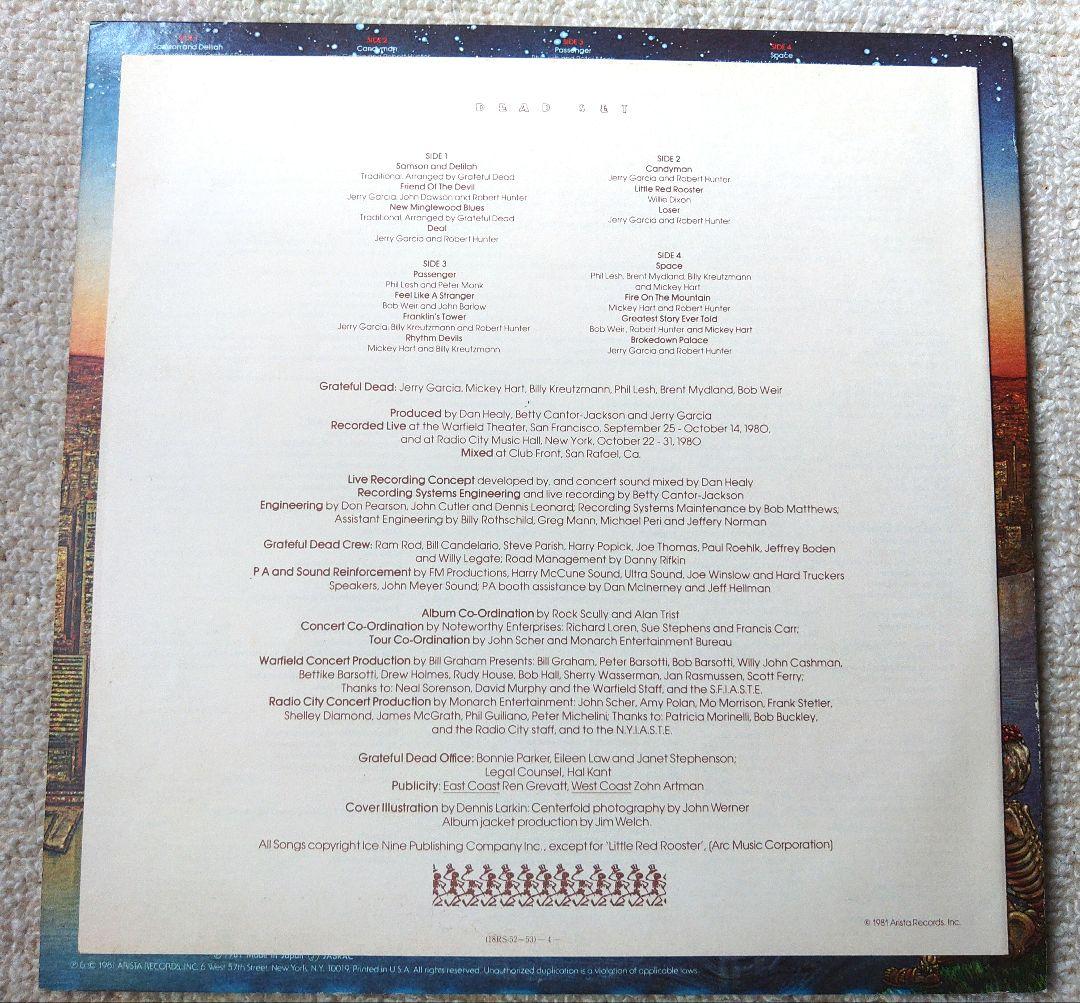 SIDE 1
Samson and Delilah
SIDE 2
Candyman
SIDE 3
Passenger
SIDE 4
Space
DEAD SET
SIDE 1
Samson and Delilah
Traditional, Arranged by Grateful Dead
Friend Of The Devil
Jerry Garcia, John Dawson and Robert Hunter
New Minglewood Blues
Traditional, Arranged by Grateful Dead
Deal
Jerry Garcia and Robert Hunter
SIDE 2
Candyman
Jerry Garcia and Robert Hunter
Little Red Rooster
Willie Dixon
Loser
Jerry Garcia and Robert Hunter
SIDE 3
Passenger
Phil Lesh and Peter Monk
Feel Like A Stranger
Bob Weir and John Barlow
Franklin's Tower
Jerry Garcia, Billy Kreutzmann and Robert Hunter
Rhythm Devils
Mickey Hart and Billy Kreutzmann
SIDE 4
Space
Phil Lesh, Brent Mydland, Billy Kreutzmann
and Mickey Hart
Fire On The Mountain
Mickey Hart and Robert Hunter
Greatest Story Ever Told
Bob Weir, Robert Hunter and Mickey Hart
Brokedown Palace
Jerry Garcia and Robert Hunter
Grateful Dead: Jerry Garcia, Mickey Hart, Billy Kreutzmann, Phil Lesh, Brent Mydland, Bob Weir
Produced by Dan Healy, Betty Cantor-Jackson and Jerry Garcia
Recorded Live at the Warfield Theater, San Francisco, September 25 - October 14, 1980,
and at Radio City Music Hall, New York, October 22 - 31, 1980
Mixed at Club Front, San Rafael, Ca.
Live Recording Concept developed by, and concert sound mixed by Dan Healy
Recording Systems Engineering and live recording by Betty Cantor-Jackson
Engineering by Don Pearson, John Cutler and Dennis Leonard; Recording Systems Maintenance by Bob Matthews;
Assistant Engineering by Billy Rothschild, Greg Mann, Michael Peri and Jeffery Norman
Grateful Dead Crew: Ram Rod, Bill Candelario, Steve Parish, Harry Popick, Joe Thomas, Paul Roehlk, Jeffrey Boden
and Willy Legate; Road Management by Danny Rifkin
P A and Sound Reinforcement by FM Productions, Harry McCune Sound, Ultra Sound, Joe Winslow and Hard Truckers
Speakers, John Meyer Sound; PA booth assistance by Dan McInerney and Jeff Hellman
Album Co-Ordination by Rock Scully and Alan Trist
Concert Co-Ordination by Noteworthy Enterprises: Richard Loren, Sue Stephens and Francis Carr;
Tour Co-Ordination by John Scher and Monarch Entertainment Bureau
Warfield Concert Production by Bill Graham Presents: Bill Graham, Peter Barsotti, Bob Barsotti, Willy John Cashman,
Bettike Barsotti, Drew Holmes, Rudy House, Bob Hall, Sherry Wasserman, Jan Rasmussen, Scott Ferry;
Thanks to: Neal Sorenson, David Murphy and the Warfield Staff, and the S.F.I.A.S.T.E.
Radio City Concert Production by Monarch Entertainment: John Scher, Amy Polan, Mo Morrison, Frank Stetler,
Shelley Diamond, James McGrath, Phil Guiliano, Peter Michelini; Thanks to: Patricia Morinelli, Bob Buckley,
and the Radio City staff, and to the N.Y.I.A.S.T.E.
Grateful Dead Office: Bonnie Parker, Eileen Law and Janet Stephenson;
Legal Counsel, Hal Kant
Publicity: East Coast Ren Grevatt, West Coast Zohn Artman
Cover Illustration by Dennis Larkin: Centerfold photography by John Werner
Album jacket production by Jim Welch.
All Songs copyright Ice Nine Publishing Company Inc., except for 'Little Red Rooster', (Arc Music Corporation)
© 1981 Arista Records, Inc.
(18RS-52~53)—4—
© 1981 Made in Japan Ⓙ JASRAC
℗ & © 1981 ARISTA RECORDS, INC. 6 West 57th Street, New York, N.Y. 10019. Printed in U.S.A. All rights reserved. Unauthorized duplication is a violation of applicable laws.